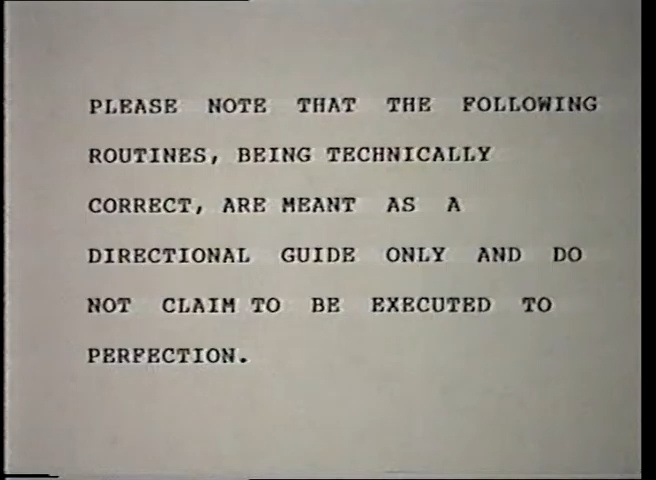 PLEASE NOTE THAT THE FOLLOWING
ROUTINES, BEING TECHNICALLY
CORRECT, ARE MEANT AS A
DIRECTIONAL GUIDE ONLY AND DO
NOT CLAIM TO BE EXECUTED TO
PERFECTION.